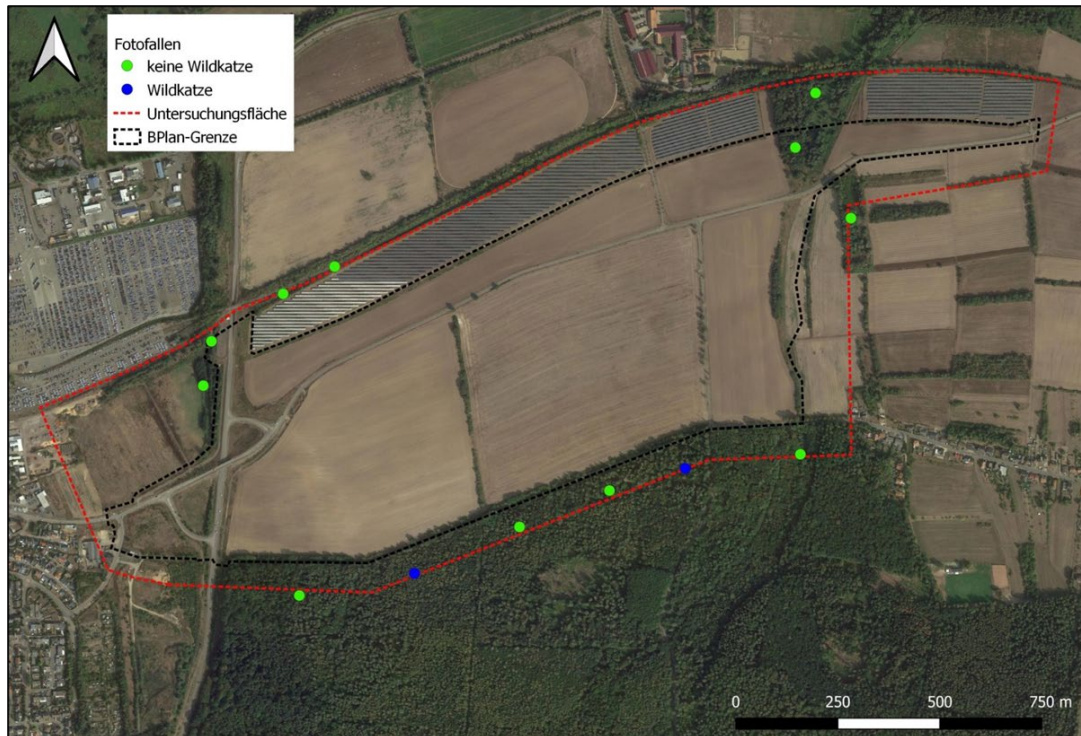 Fotofallen
keine Wildkatze
Wildkatze
Untersuchungsfläche
BPlan-Grenze
0 250 500 750 m